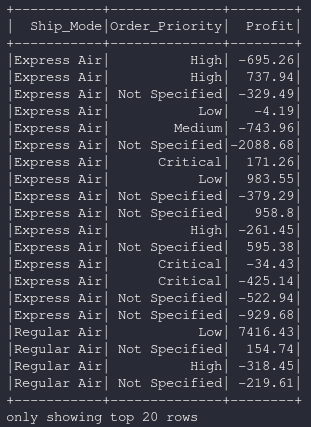 +-----------+--------------+--------+
|  Ship_Mode|Order_Priority|  Profit|
+-----------+--------------+--------+
|Express Air|          High| -695.26|
|Express Air|          High|  737.94|
|Express Air| Not Specified| -329.49|
|Express Air|           Low|   -4.19|
|Express Air|        Medium| -743.96|
|Express Air| Not Specified|-2088.68|
|Express Air|      Critical|  171.26|
|Express Air|           Low|  983.55|
|Express Air| Not Specified| -379.29|
|Express Air| Not Specified|   958.8|
|Express Air|          High| -261.45|
|Express Air| Not Specified|  595.38|
|Express Air|      Critical|  -34.43|
|Express Air|      Critical| -425.14|
|Express Air| Not Specified| -522.94|
|Express Air| Not Specified| -929.68|
|Regular Air|           Low| 7416.43|
|Regular Air| Not Specified|  154.74|
|Regular Air|          High| -318.45|
|Regular Air| Not Specified| -219.61|
+-----------+--------------+--------+
only showing top 20 rows